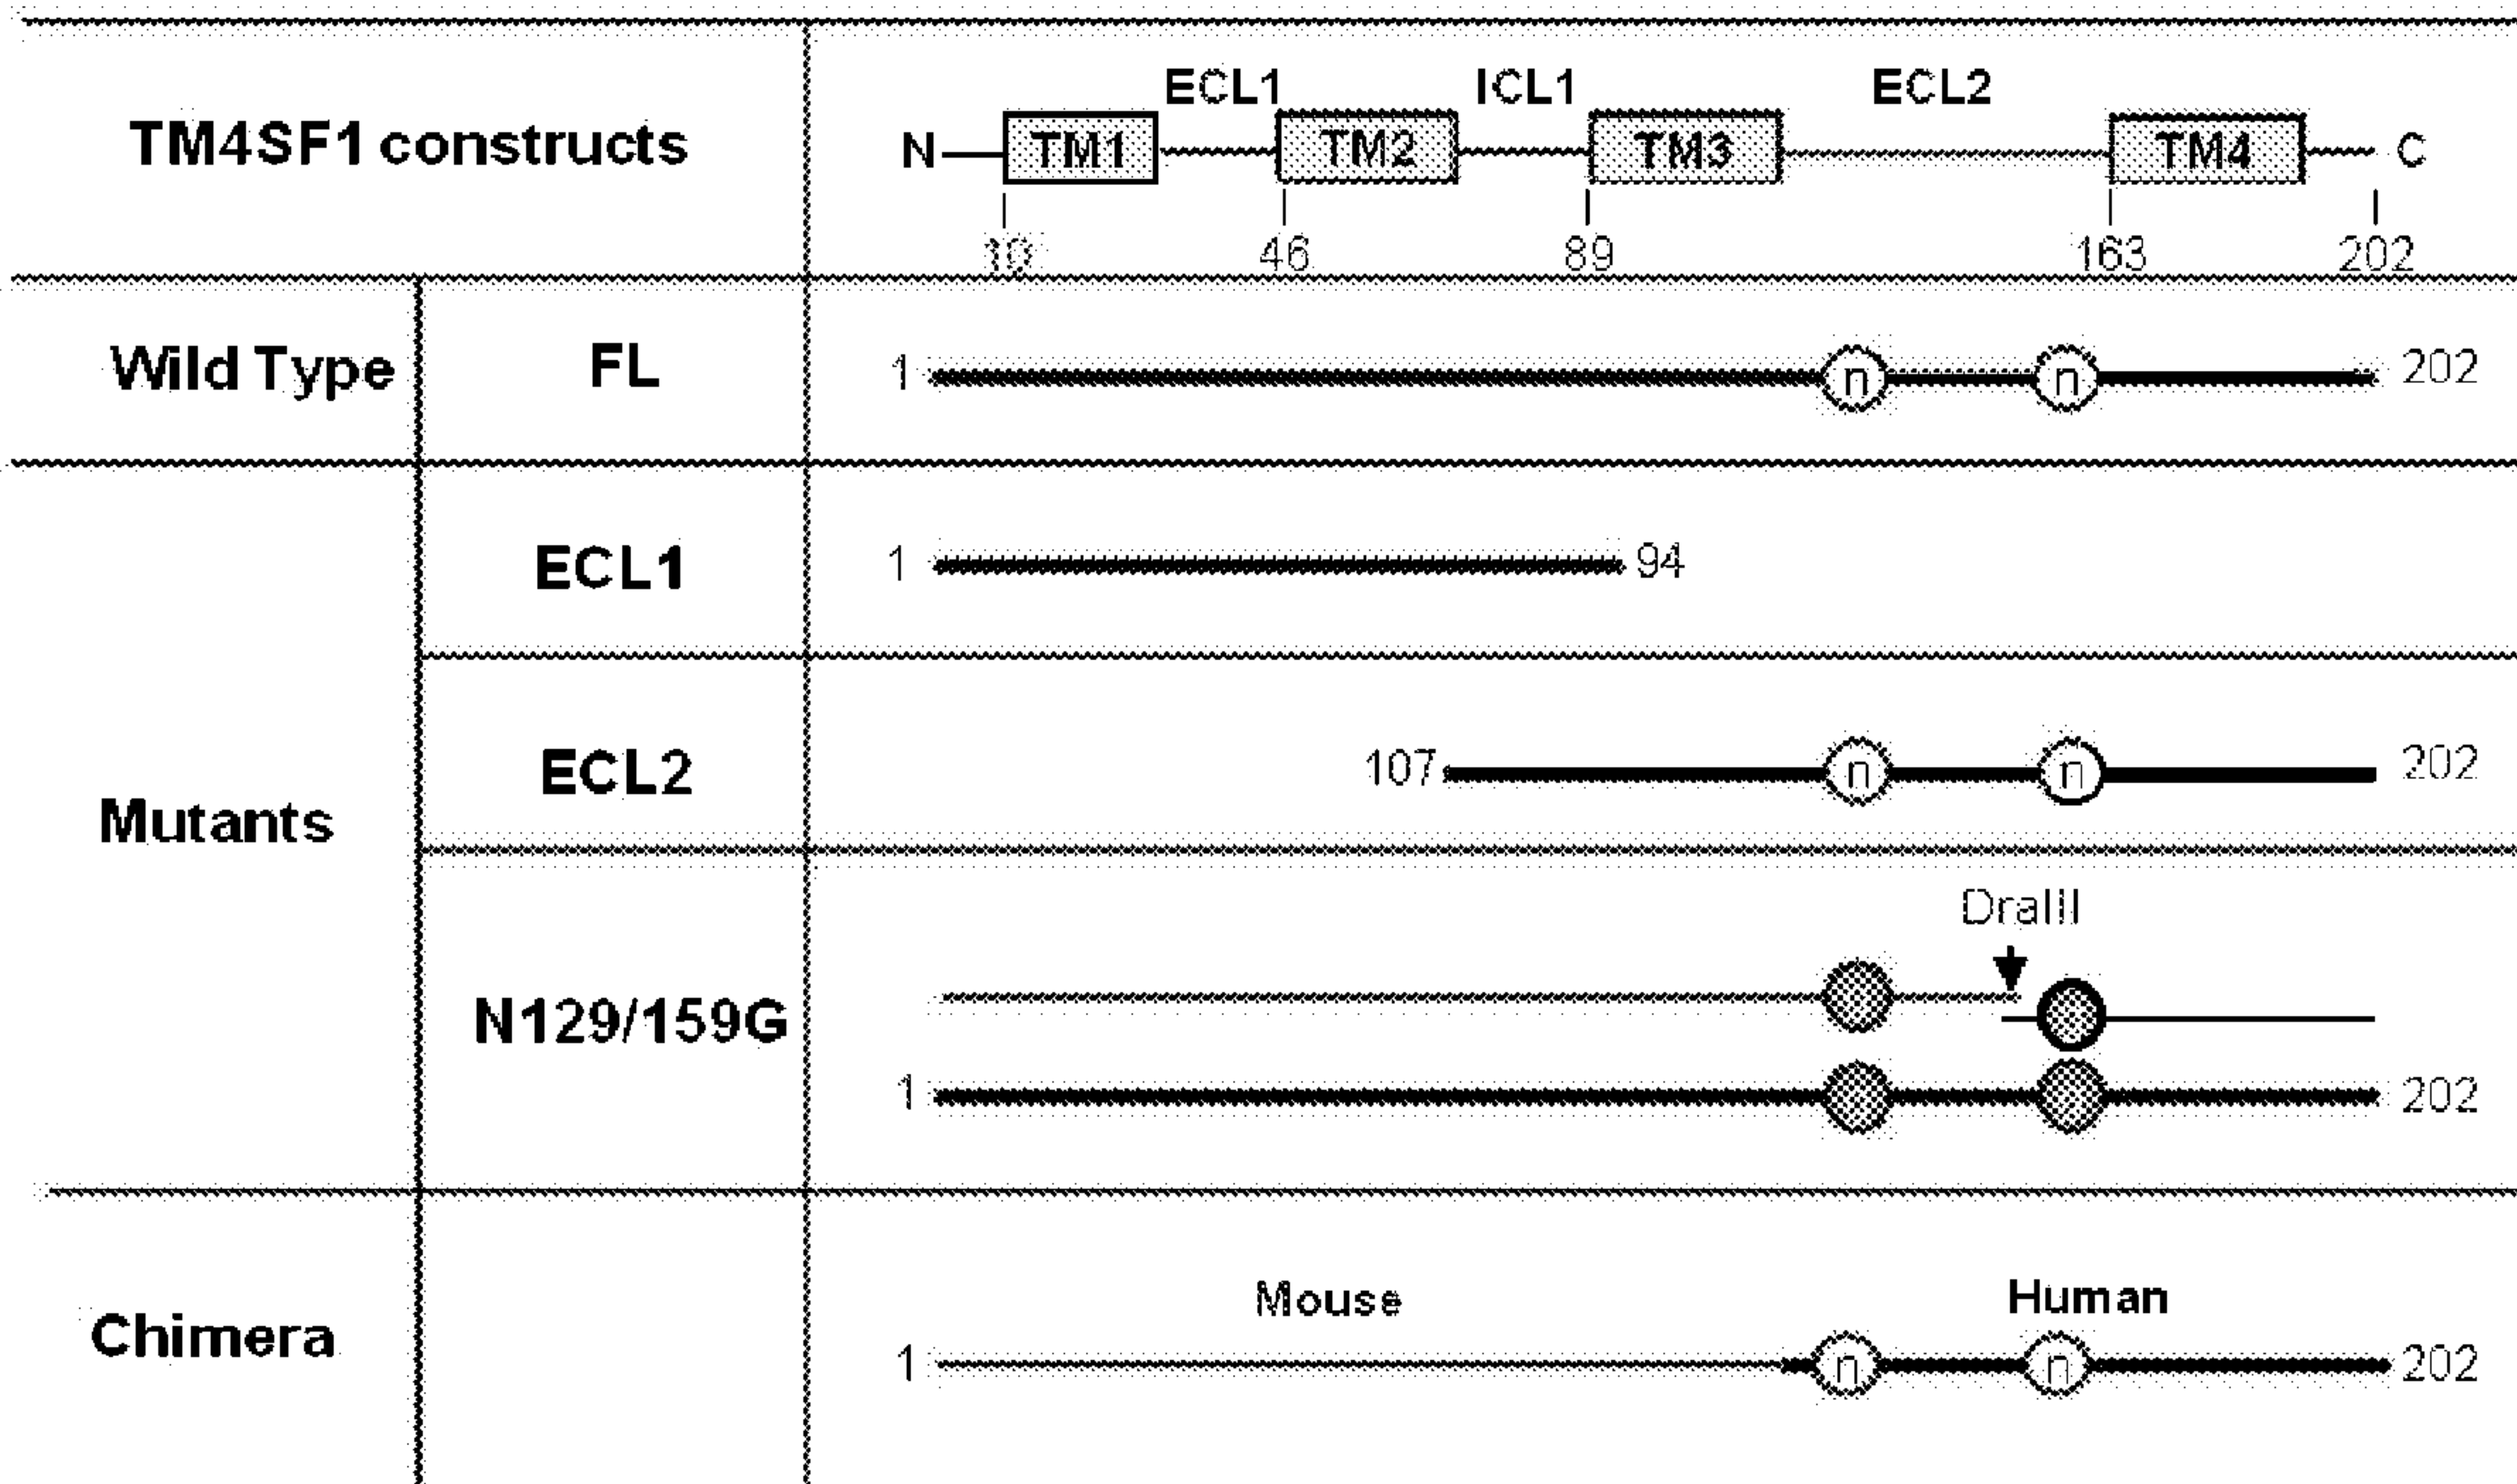 TM4SF1 constructs
ECL1 ICL1 ECL2
N TM1 TM2 TM3 TM4 C
10 46 89 163 202
Wild Type FL 1 n n 202
ECL1 1 94
Mutants
ECL2 107 n n 202
DraIII
N129/159G
1 202
Mouse Human
Chimera 1 n n 202